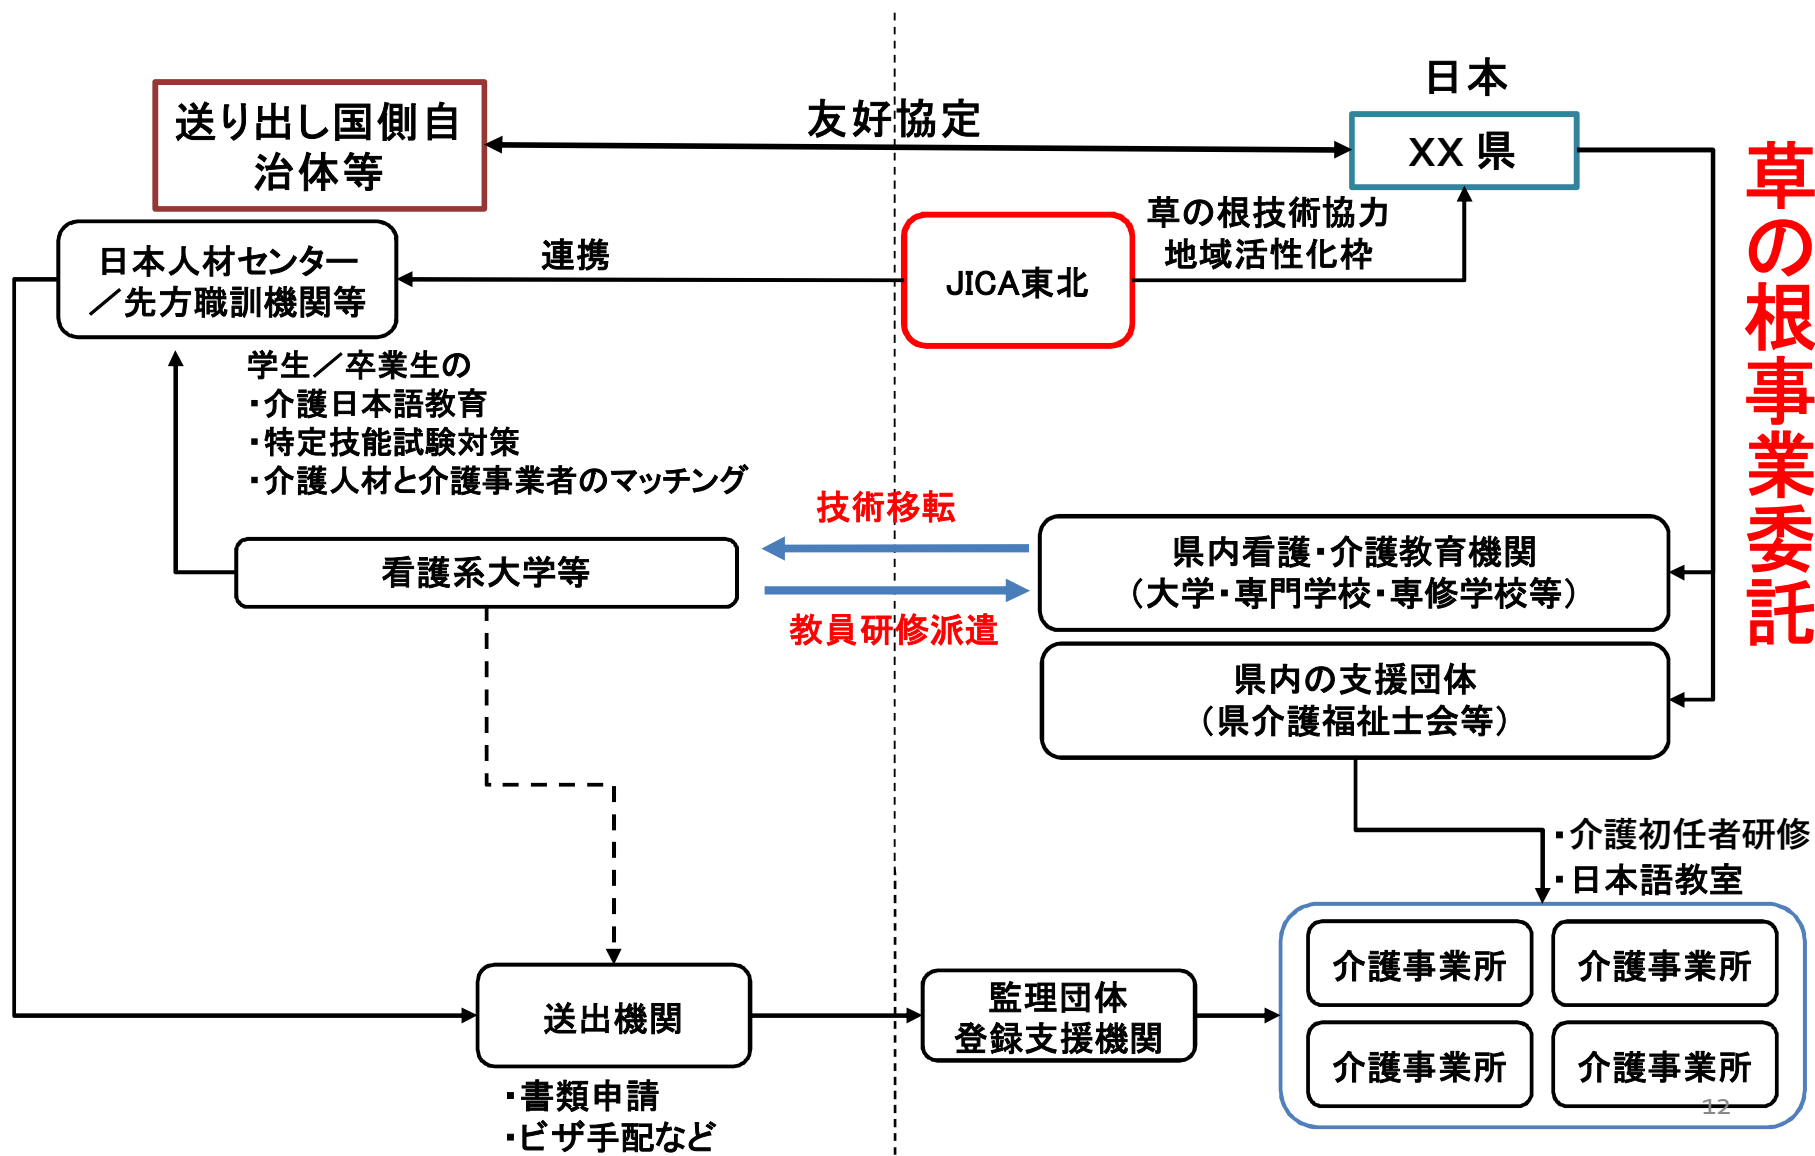 日本
送り出し国側自
治体等
友好協定
XX 県
草の根事業委託
日本人材センター
／先方職訓機関等
連携
JICA東北
草の根技術協力
地域活性化枠
学生／卒業生の
・介護日本語教育
・特定技能試験対策
・介護人材と介護事業者のマッチング
技術移転
看護系大学等
教員研修派遣
県内看護・介護教育機関
（大学・専門学校・専修学校等）
県内の支援団体
（県介護福祉士会等）
・介護初任者研修
・日本語教室
送出機関
・書類申請
・ビザ手配など
監理団体
登録支援機関
介護事業所
介護事業所
介護事業所
介護事業所
12